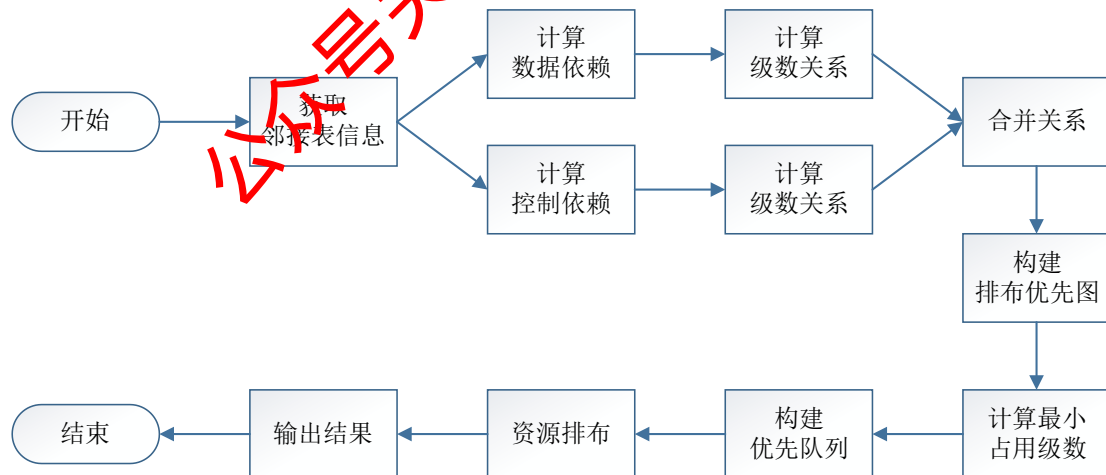 公众号
计算
数据依赖
计算
级数关系
开始
获取
邻接表信息
合并关系
计算
控制依赖
计算
级数关系
构建
排布优先图
结束
输出结果
资源排布
构建
优先队列
计算最小
占用级数